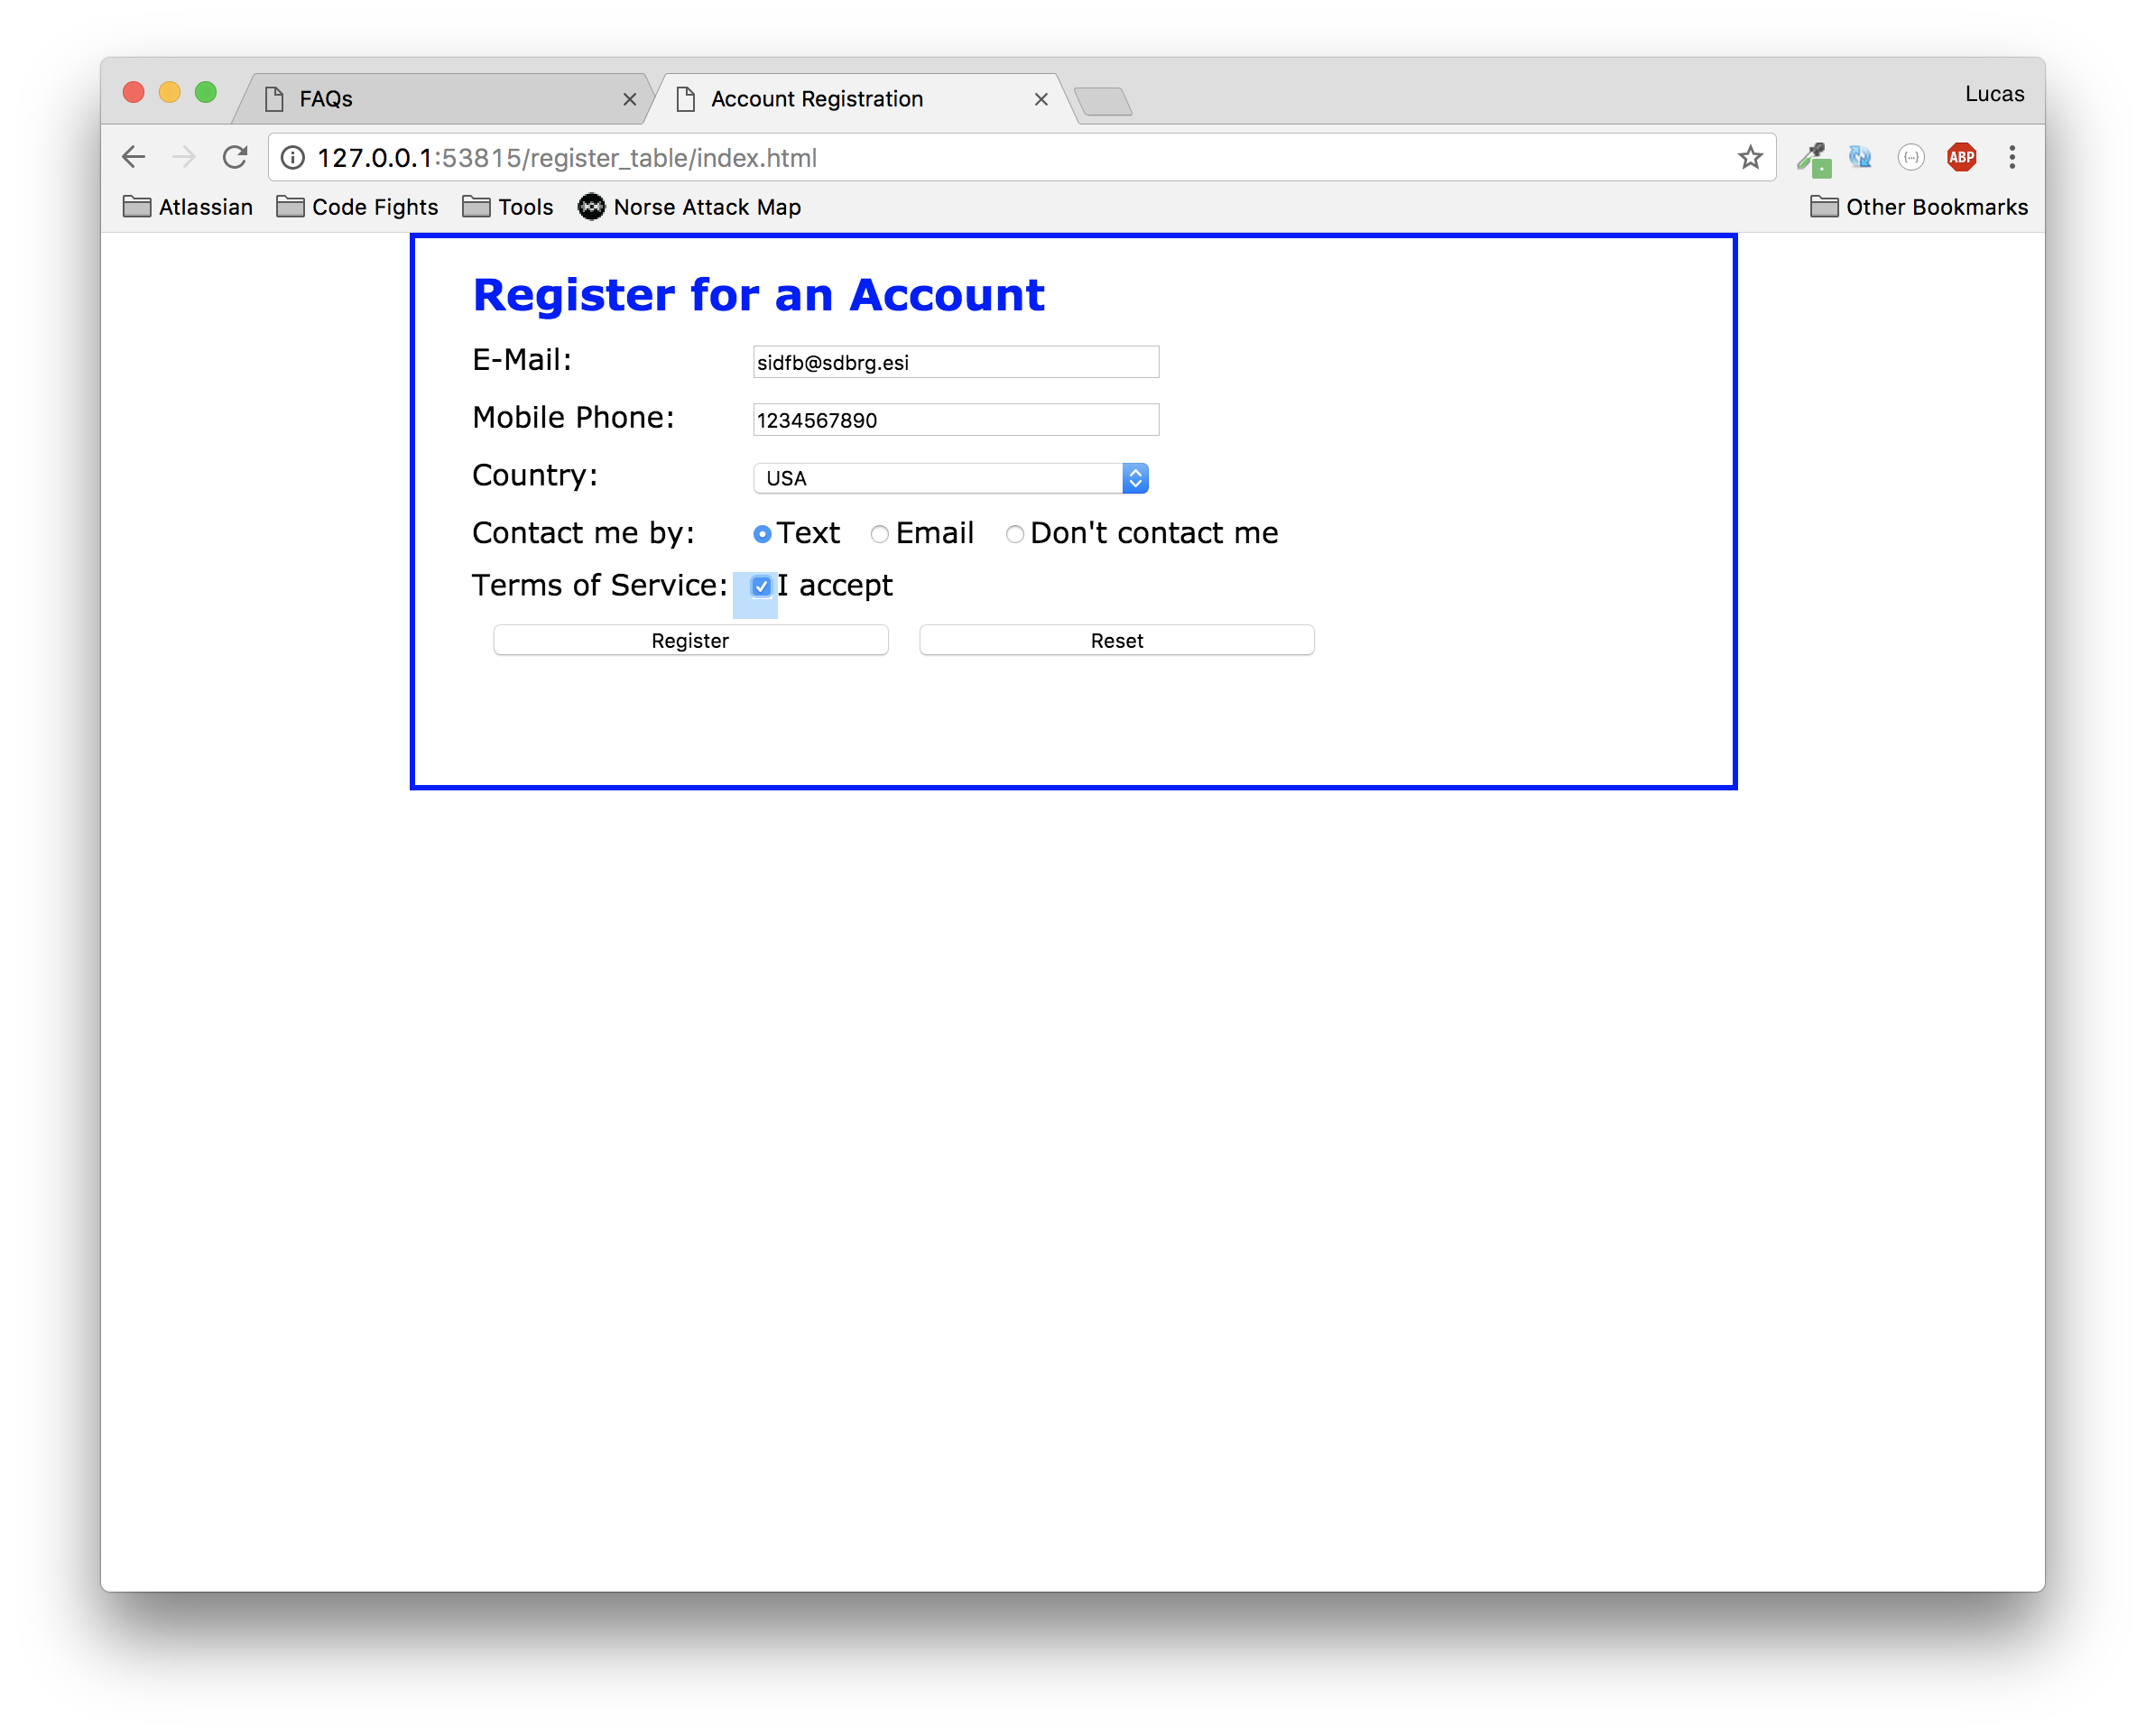 FAQs
Account Registration
Lucas
127.0.0.1:53815/register_table/index.html
ABP
Atlassian
Code Fights
Tools
Norse Attack Map
Other Bookmarks
Register for an Account
E-Mail: sidfb@sdbrg.esi
Mobile Phone: 1234567890
Country: USA
Contact me by: Text Email Don't contact me
Terms of Service: I accept
Register Reset